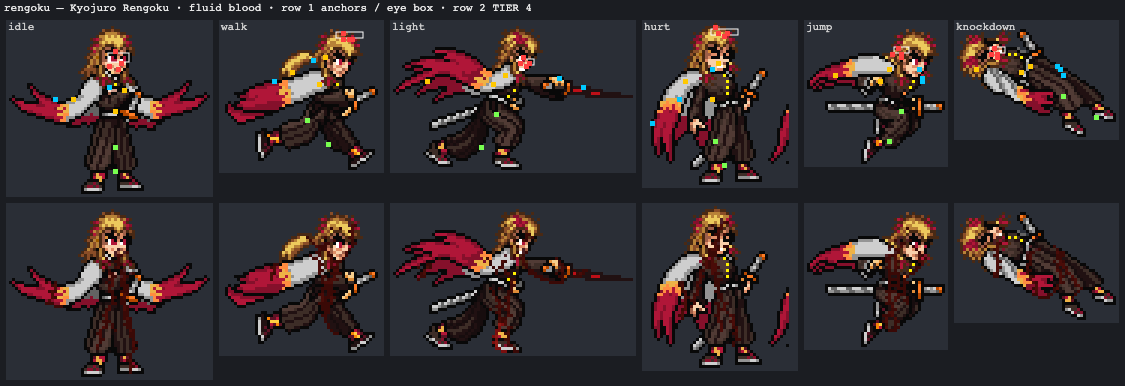 rengoku — Kyojuro Rengoku · fluid blood · row 1 anchors / eye box · row 2 TIER 4
idle
walk
light
hurt
jump
knockdown